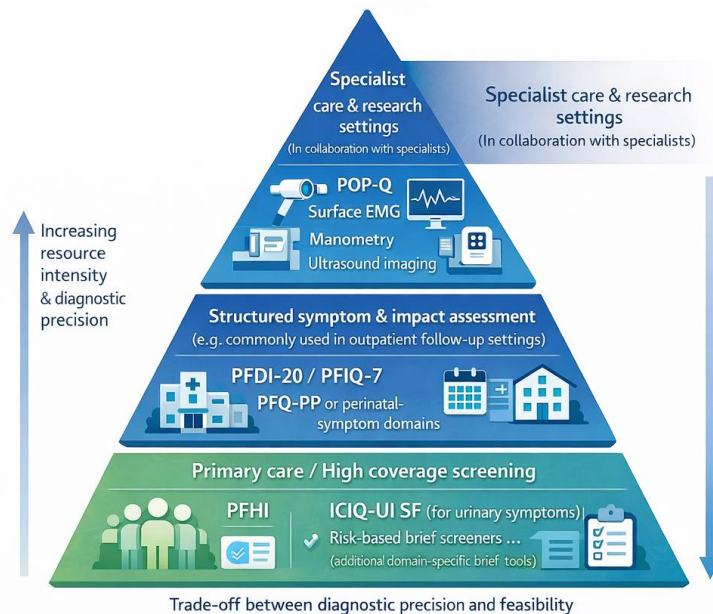 Specialist
care & research
settings
(In collaboration with specialists)
Specialist care & research
settings
(In collaboration with specialists)
POP-Q
Surface EMG
Manometry
Ultrasound imaging
Increasing
resource
intensity
& diagnostic
precision
Structured symptom & impact assessment
(e.g. commonly used in outpatient follow-up settings)
PFDI-20 / PFIQ-7
PFQ-PP or perinatal-
symptom domains
Primary care / High coverage screening
PFHI
ICIQ-UI SF (for urinary symptoms)
Risk-based brief screeners ...
(additional domain-specific brief tools)
Trade-off between diagnostic precision and feasibility